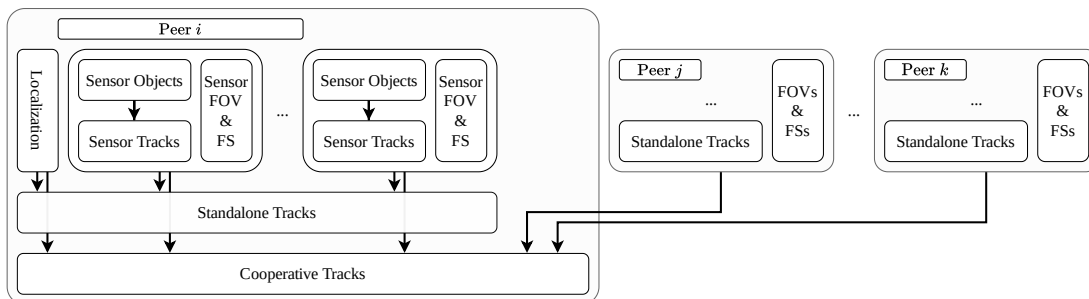 Peer i
Localization
Sensor Objects
Sensor Tracks
Sensor
FOV
&
FS
...
Sensor Objects
Sensor Tracks
Sensor
FOV
&
FS
Standalone Tracks
Cooperative Tracks
Peer j
...
Standalone Tracks
FOVs
&
FSs
...
Peer k
...
Standalone Tracks
FOVs
&
FSs